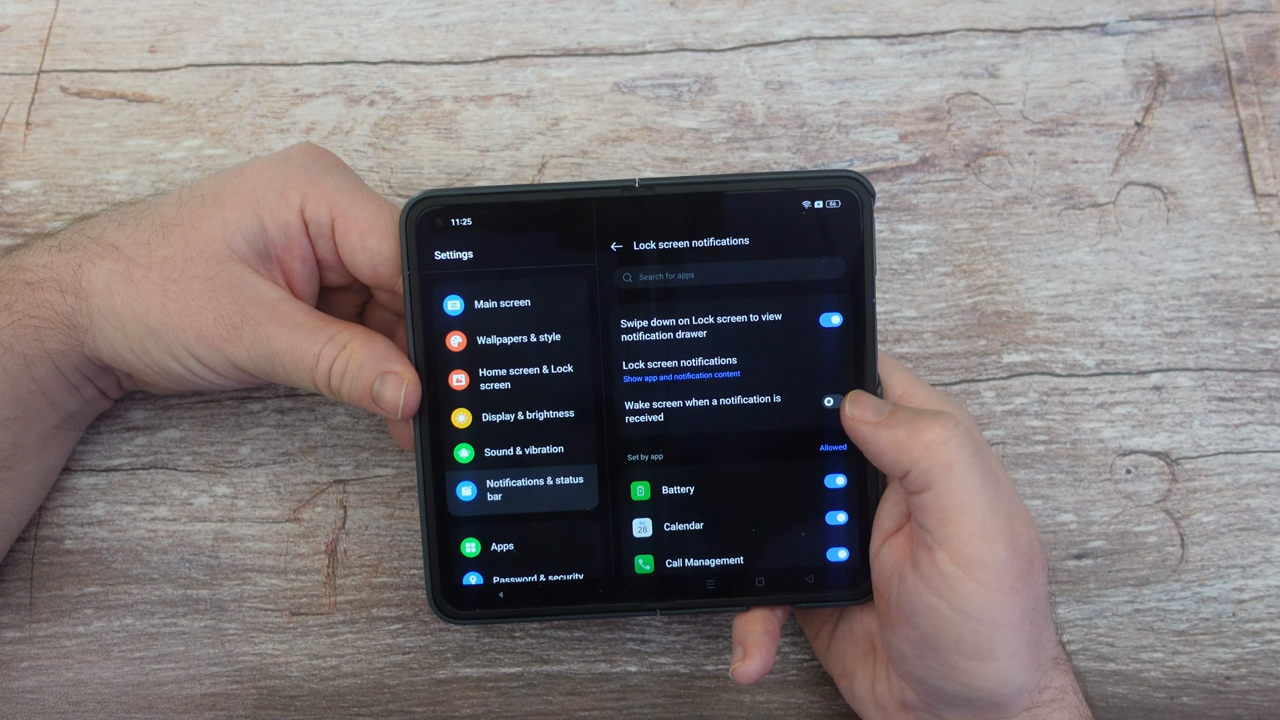 11:25
86
Settings
Main screen
Wallpapers & style
Home screen & Lock
screen
Display & brightness
Sound & vibration
Notifications & status
bar
Apps
Password & security
Lock screen notifications
Search for apps
Swipe down on Lock screen to view
notification drawer
Lock screen notifications
Show app and notification content
Wake screen when a notification is
received
Set by app
Allowed
Battery
28
Calendar
Call Management